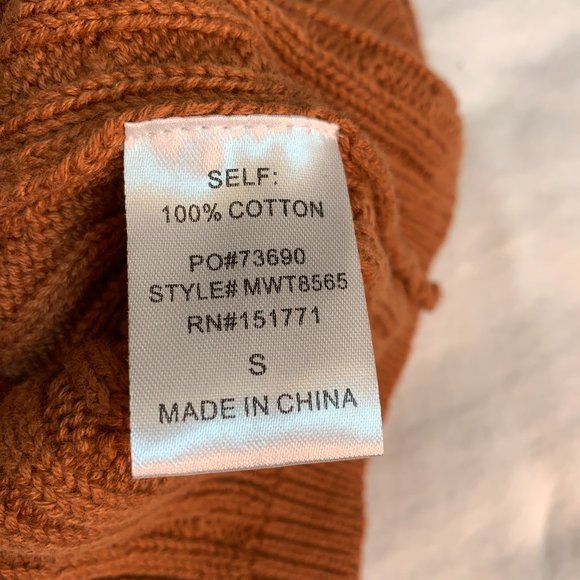 SELF:
100% COTTON
PO#73690
STYLE# MWT8565
RN#151771
S
MADE IN CHINA